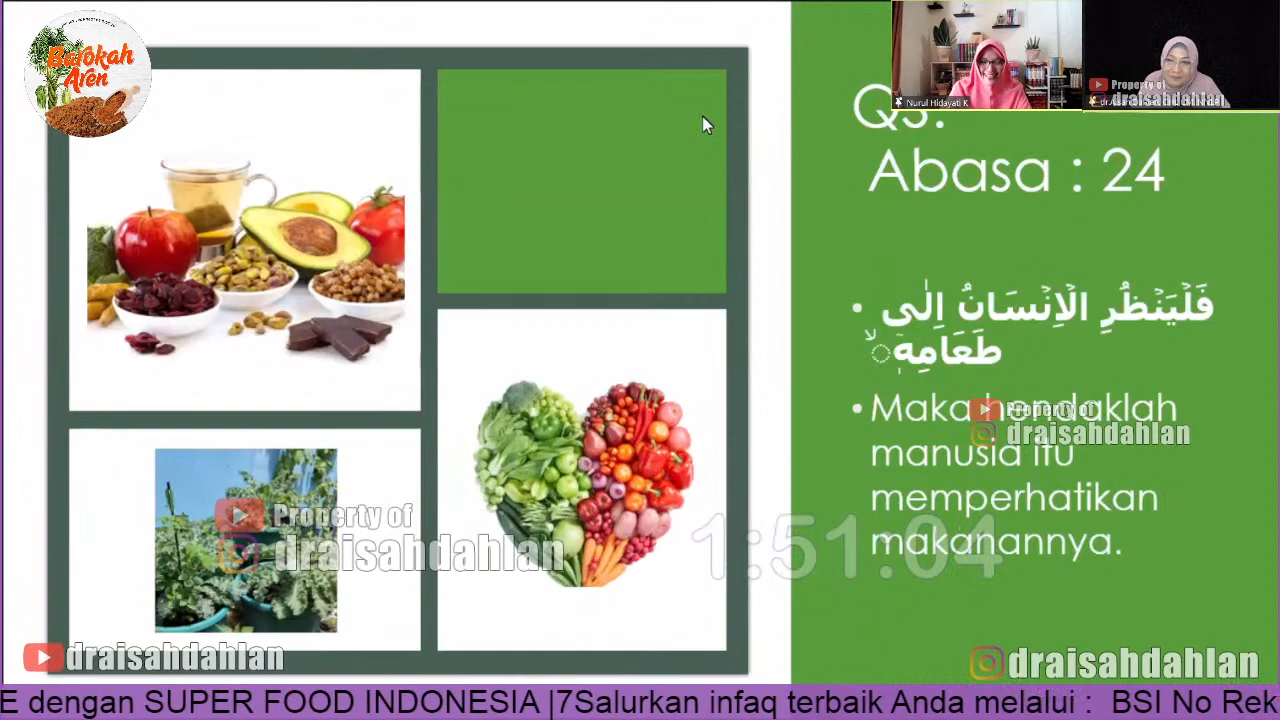 Barokah
Aren
Nurul Hidayati K
Property of
draisahdahlan
QS.
Abasa : 24
• فَلْيَنْظُرِ الْاِنْسَانُ اِلٰى
طَعَامِهٖٓ ۙ
• Maka hendaklah
manusia itu
memperhatikan
makanannya.
Property of
draisahdahlan
Property of
draisahdahlan
1:51:04
draisahdahlan
draisahdahlan
E dengan SUPER FOOD INDONESIA |7Salurkan infaq terbaik Anda melalui : BSI No Rek